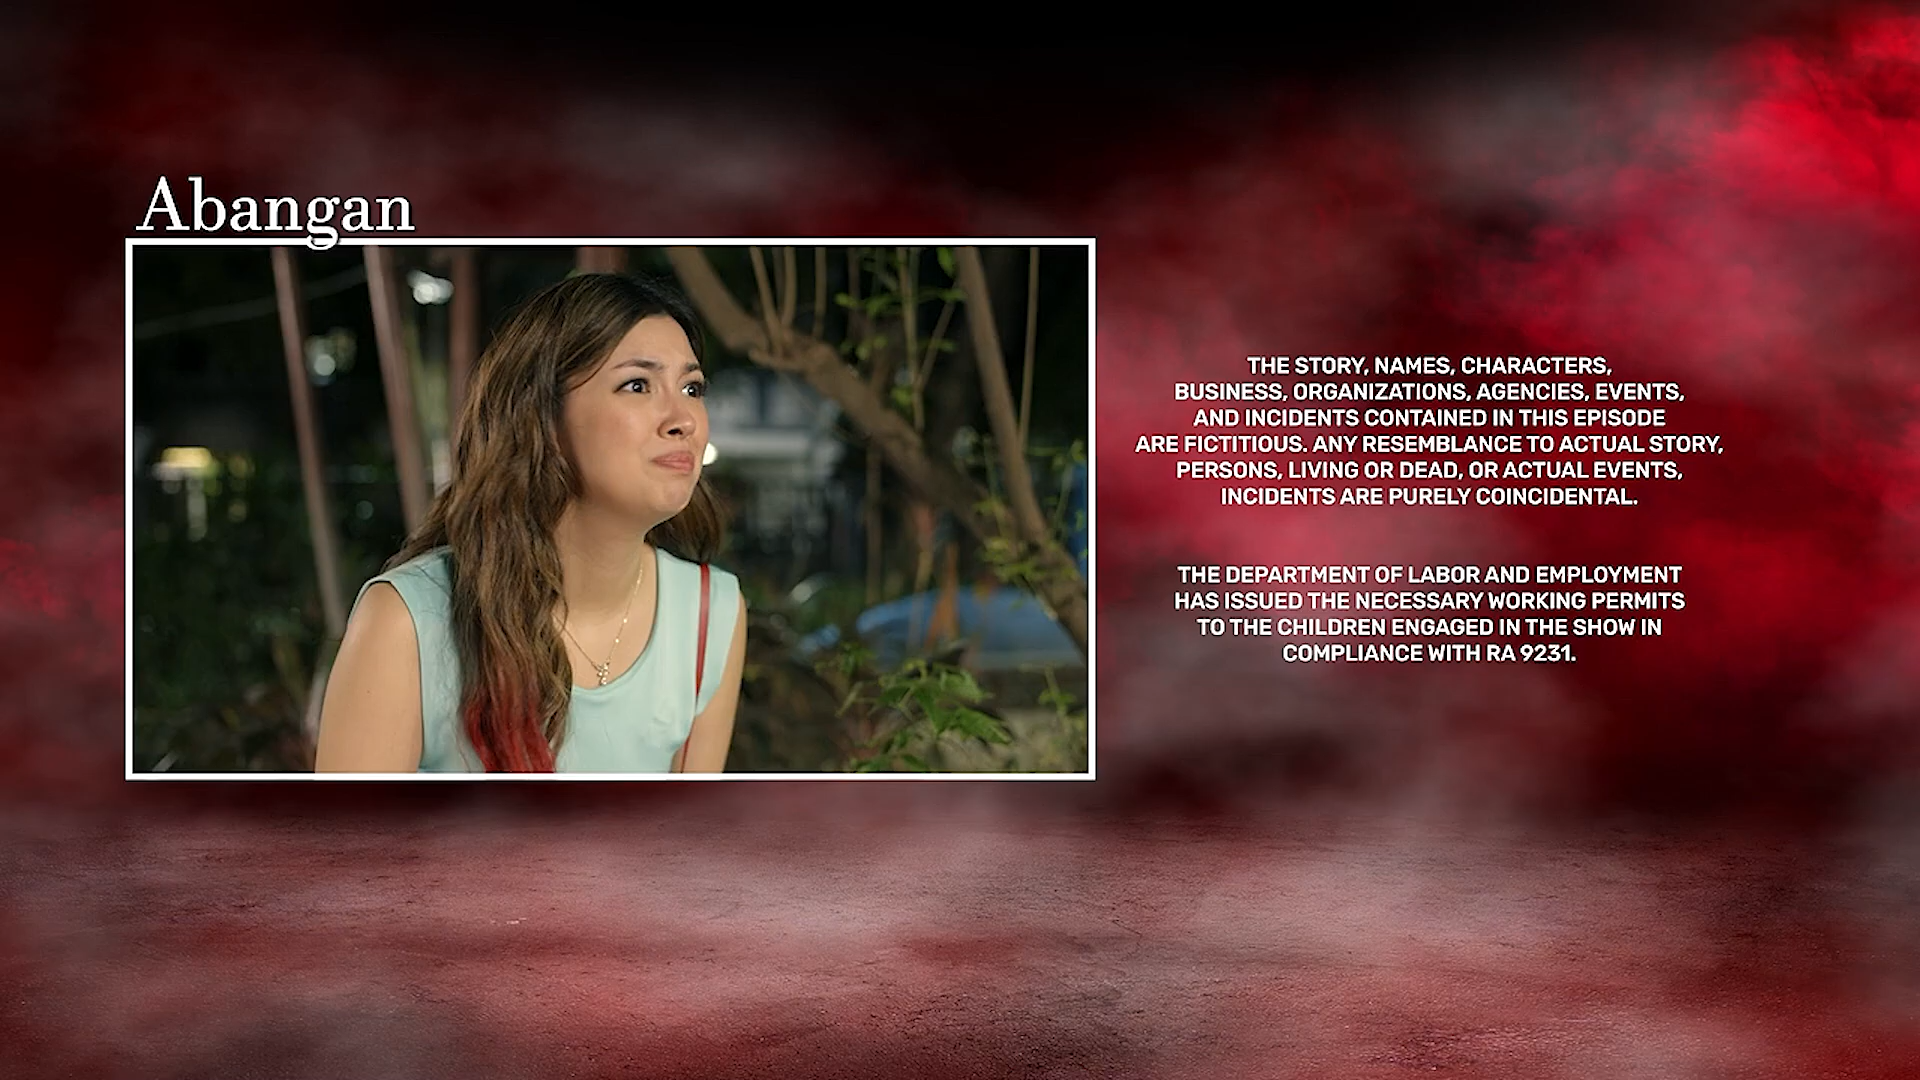 Abangan
THE STORY, NAMES, CHARACTERS,
BUSINESS, ORGANIZATIONS, AGENCIES, EVENTS,
AND INCIDENTS CONTAINED IN THIS EPISODE
ARE FICTITIOUS. ANY RESEMBLANCE TO ACTUAL STORY,
PERSONS, LIVING OR DEAD, OR ACTUAL EVENTS,
INCIDENTS ARE PURELY COINCIDENTAL.
THE DEPARTMENT OF LABOR AND EMPLOYMENT
HAS ISSUED THE NECESSARY WORKING PERMITS
TO THE CHILDREN ENGAGED IN THE SHOW IN
COMPLIANCE WITH RA 9231.